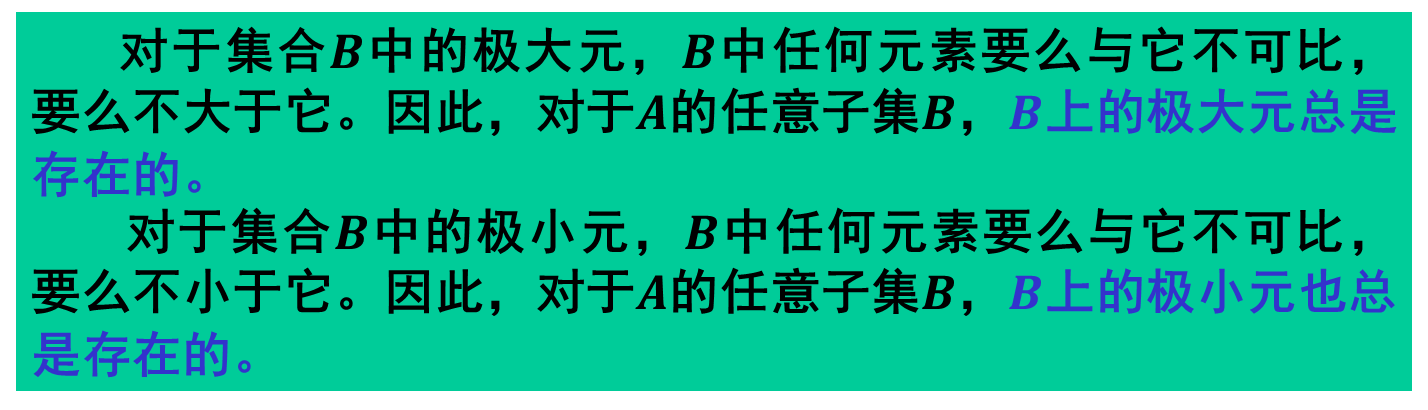 对于集合B中的极大元，B中任何元素要么与它不可比，
要么不大于它。因此，对于A的任意子集B，B上的极大元总是
存在的。
对于集合B中的极小元，B中任何元素要么与它不可比，
要么不小于它。因此，对于A的任意子集B，B上的极小元也总
是存在的。